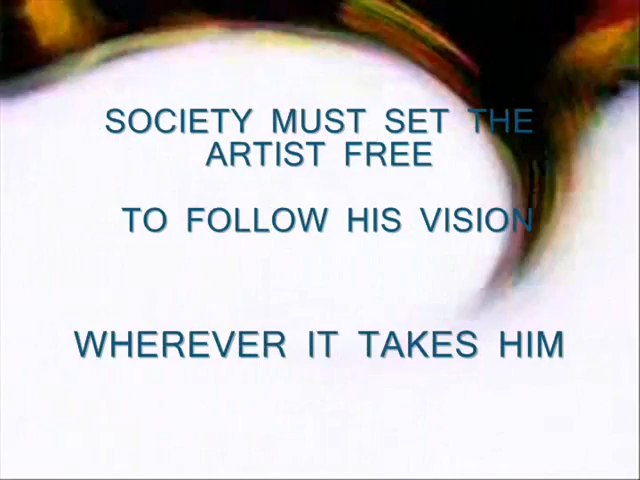 SOCIETY MUST SET THE
ARTIST FREE
TO FOLLOW HIS VISION
WHEREVER IT TAKES HIM